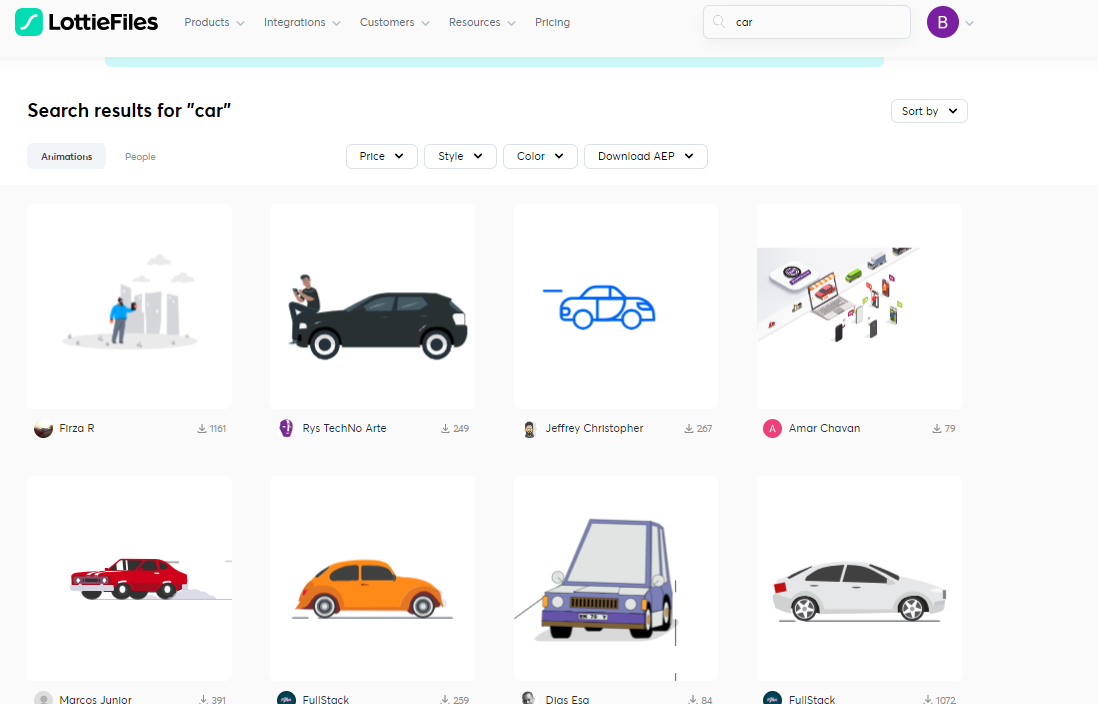 LottieFiles Products Integrations Customers Resources Pricing car B
Search results for "car" Sort by
Animations People Price Style Color Download AEP
Firza R 1161 Rys TechNo Arte 249 Jeffrey Christopher 267 A Amar Chavan 79
Marcos Junior 391 FullStack 259 Dias Esa 84 FullStack 1072